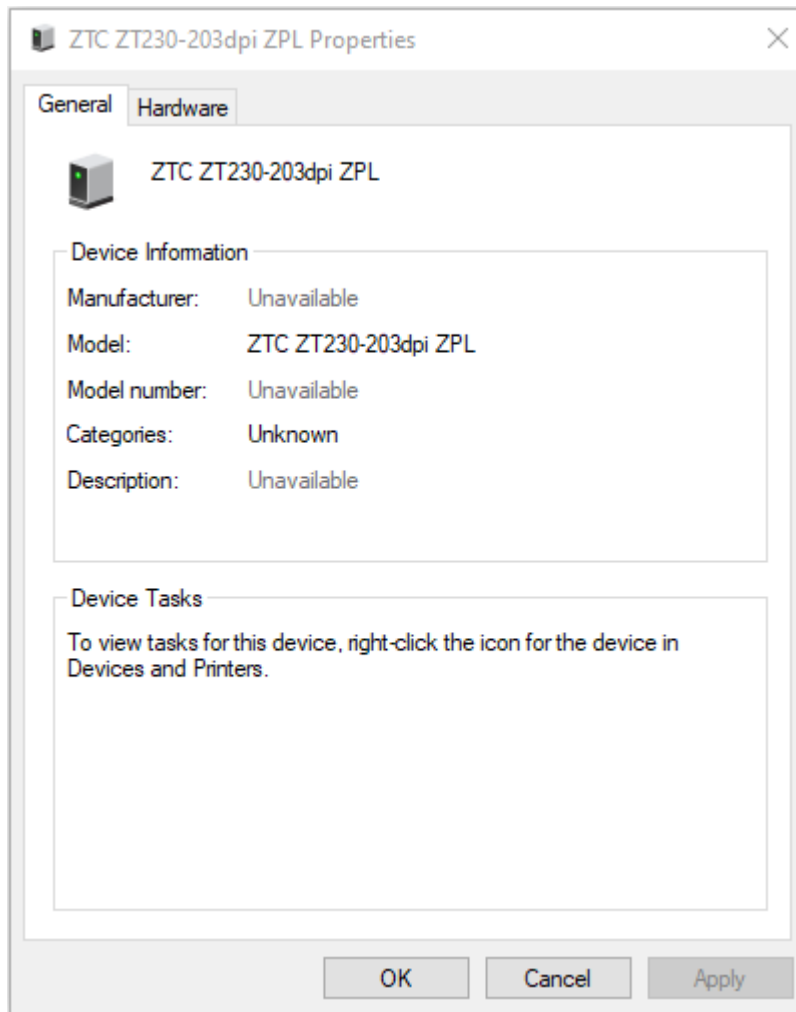 ZTC ZT230-203dpi ZPL Properties
General Hardware
ZTC ZT230-203dpi ZPL
Device Information
Manufacturer: Unavailable
Model: ZTC ZT230-203dpi ZPL
Model number: Unavailable
Categories: Unknown
Description: Unavailable
Device Tasks
To view tasks for this device, right-click the icon for the device in
Devices and Printers.
OK Cancel Apply